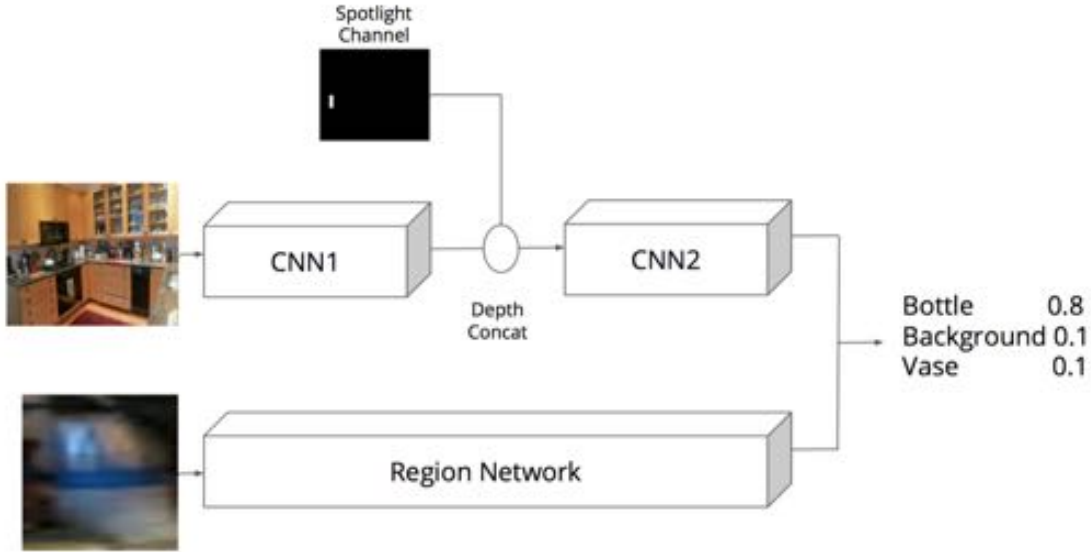 Spotlight
Channel
CNN1
CNN2
Depth
Concat
Bottle 0.8
Background 0.1
Vase 0.1
Region Network